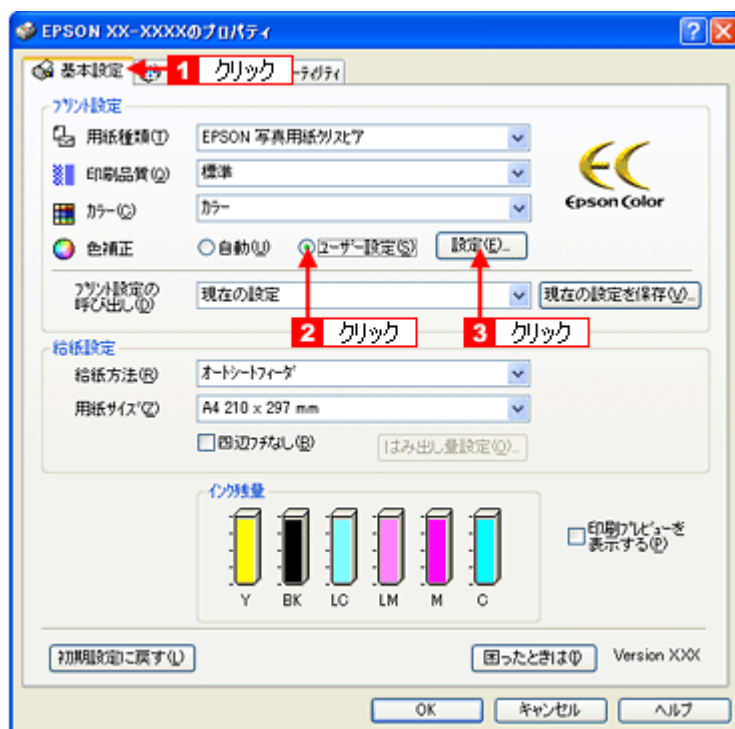 EPSON XX-XXXXのプロパティ
基本設定
1 クリック
ーティリティ
プリント設定
用紙種類(T)
EPSON 写真用紙クリスピア
印刷品質(Q)
標準
カラー(C)
カラー
Epson Color
色補正
自動(U)
ユーザー設定(S)
設定(E)...
プリント設定の
呼び出し(D)
現在の設定
現在の設定を保存(V)...
2 クリック
3 クリック
給紙設定
給紙方法(R)
オートシートフィーダ
用紙サイズ(Z)
A4 210 x 297 mm
四辺フチなし(B)
はみ出し量設定(O)...
インク残量
Y BK LC LM M C
印刷プレビューを
表示する(P)
初期設定に戻す(L)
困ったときは(I)
Version X.XX
OK
キャンセル
ヘルプ